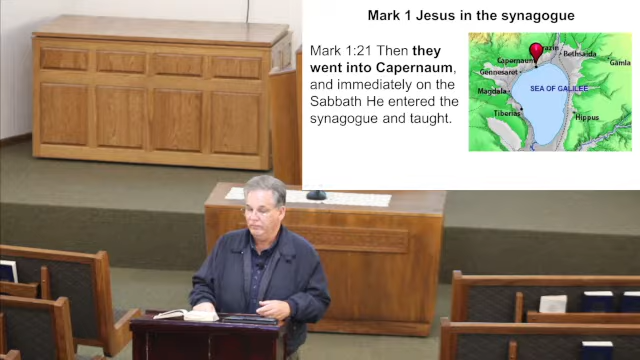 Mark 1 Jesus in the synagogue
Mark 1:21 Then they
went into Capernaum,
and immediately on the
Sabbath He entered the
synagogue and taught.
Capernaum
Bethsaida
Gamla
Gennesaret
Magdala
SEA OF GALILEE
Tiberias
Hippus